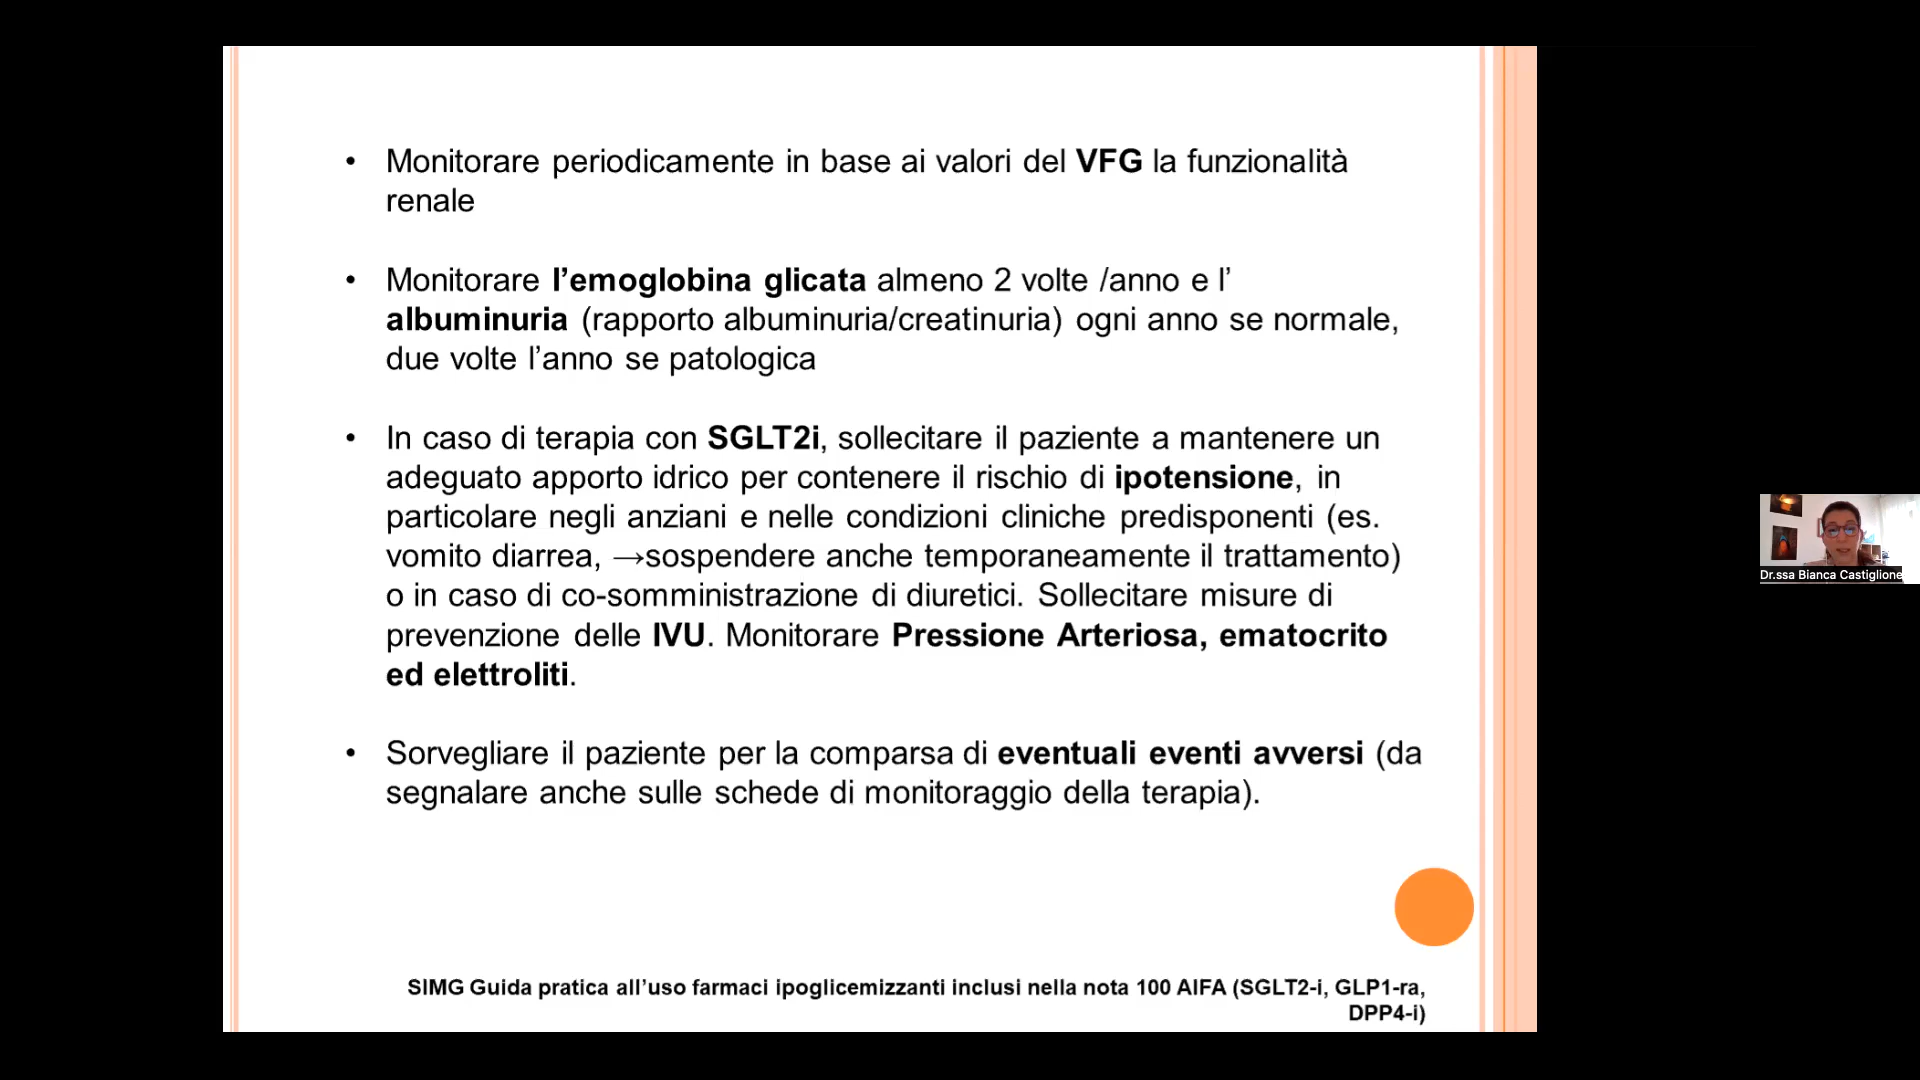 • Monitorare periodicamente in base ai valori del VFG la funzionalità
renale
• Monitorare l’emoglobina glicata almeno 2 volte /anno e l’
albuminuria (rapporto albuminuria/creatinuria) ogni anno se normale,
due volte l’anno se patologica
• In caso di terapia con SGLT2i, sollecitare il paziente a mantenere un
adeguato apporto idrico per contenere il rischio di ipotensione, in
particolare negli anziani e nelle condizioni cliniche predisponenti (es.
vomito diarrea, →sospendere anche temporaneamente il trattamento)
o in caso di co-somministrazione di diuretici. Sollecitare misure di
prevenzione delle IVU. Monitorare Pressione Arteriosa, ematocrito
ed elettroliti.
• Sorvegliare il paziente per la comparsa di eventuali eventi avversi (da
segnalare anche sulle schede di monitoraggio della terapia).
SIMG Guida pratica all’uso farmaci ipoglicemizzanti inclusi nella nota 100 AIFA (SGLT2-i, GLP1-ra,
DPP4-i)
Dr.ssa Bianca Castiglione